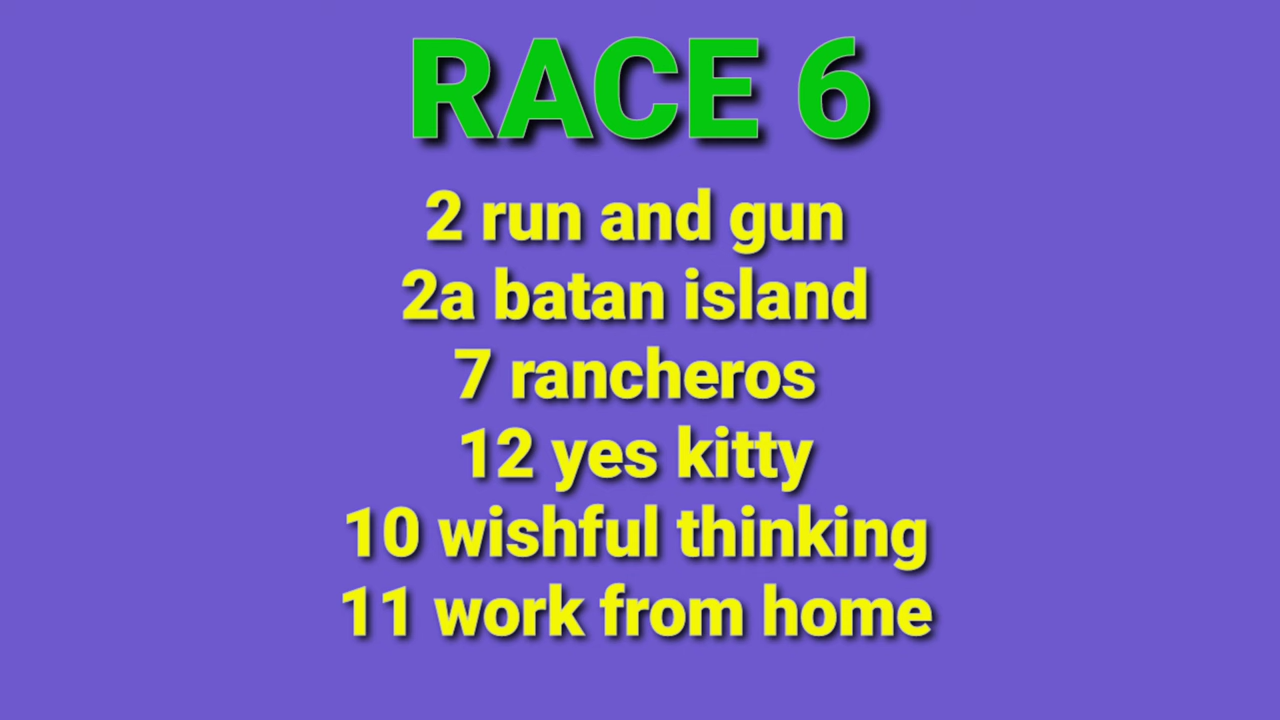 RACE 6
2 run and gun
2a batan island
7 rancheros
12 yes kitty
10 wishful thinking
11 work from home